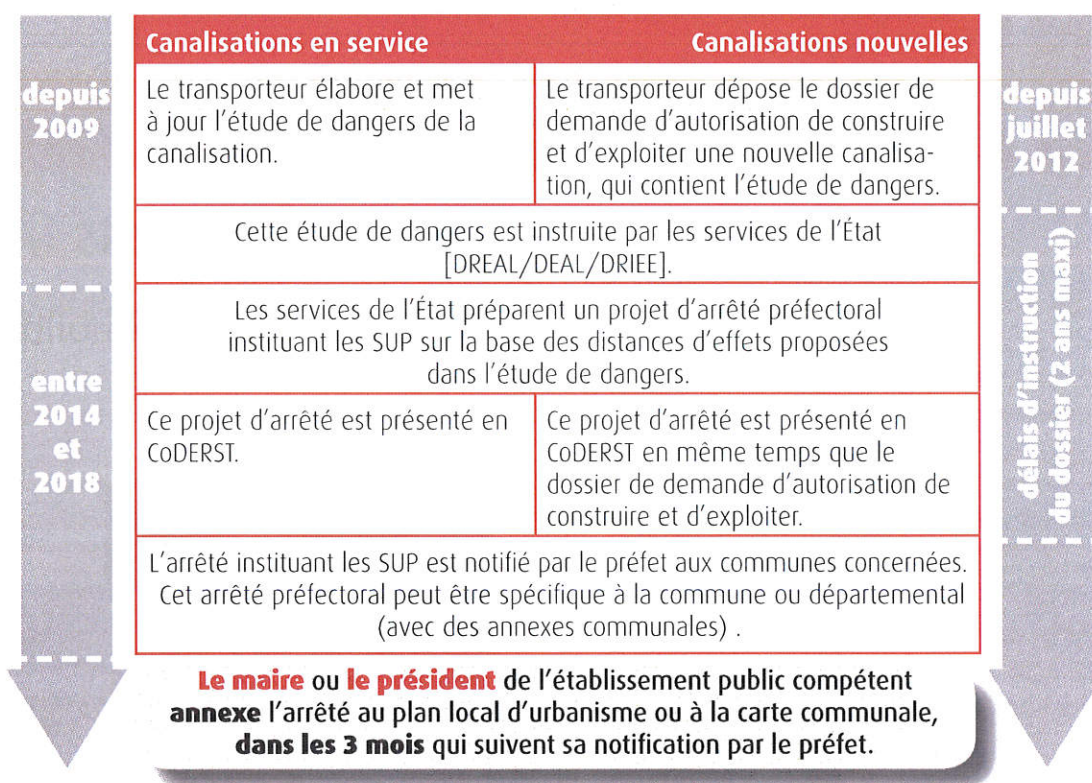 Canalisations en service
Canalisations nouvelles
depuis
2009
Le transporteur élabore et met
à jour l'étude de dangers de la
canalisation.
Le transporteur dépose le dossier de
demande d'autorisation de construire
et d'exploiter une nouvelle canalisa-
tion, qui contient l'étude de dangers.
depuis
juillet
2012
Cette étude de dangers est instruite par les services de l'État
[DREAL/DEAL/DRIEE].
Les services de l'État préparent un projet d'arrêté préfectoral
instituant les SUP sur la base des distances d'effets proposées
dans l'étude de dangers.
entre
2014
et
2018
délais d'instruction
du dossier (2 ans maxi)
Ce projet d'arrêté est présenté en
CoDERST.
Ce projet d'arrêté est présenté en
CoDERST en même temps que le
dossier de demande d'autorisation de
construire et d'exploiter.
L'arrêté instituant les SUP est notifié par le préfet aux communes concernées.
Cet arrêté préfectoral peut être spécifique à la commune ou départemental
(avec des annexes communales) .
Le maire ou le président de l'établissement public compétent
annexe l'arrêté au plan local d'urbanisme ou à la carte communale,
dans les 3 mois qui suivent sa notification par le préfet.